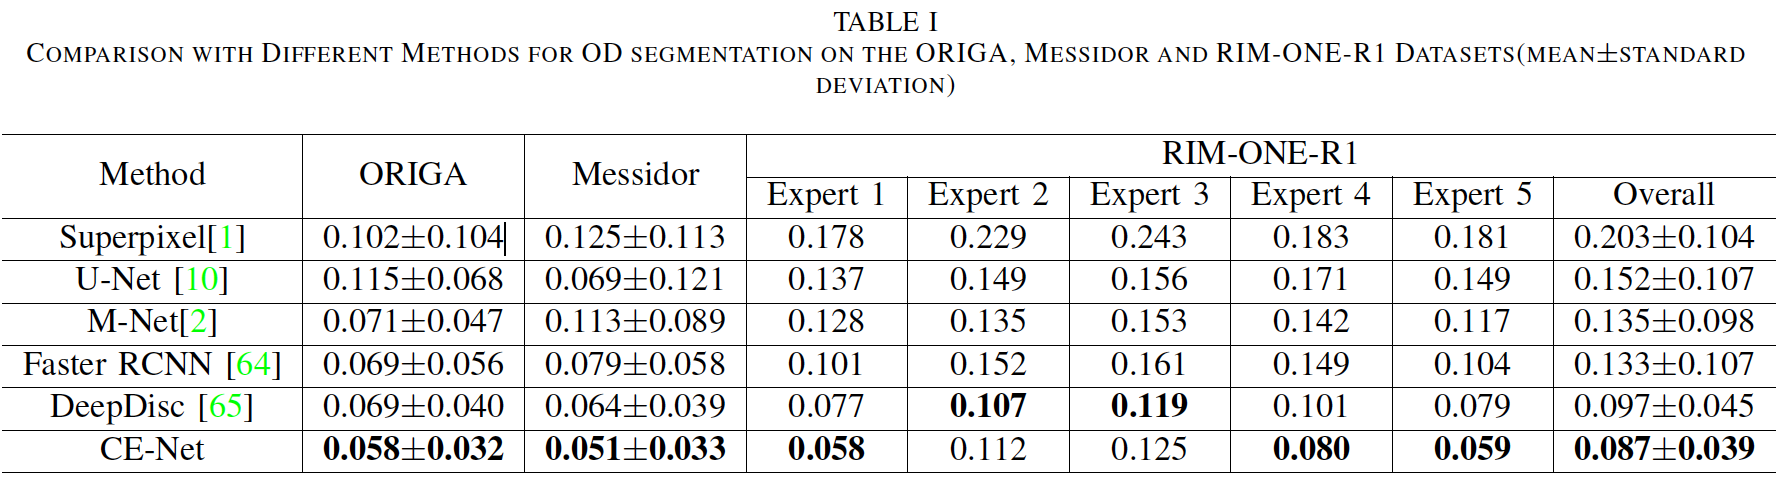 TABLE I
COMPARISON WITH DIFFERENT METHODS FOR OD SEGMENTATION ON THE ORIGA, MESSIDOR AND RIM-ONE-R1 DATASETS(MEAN±STANDARD
DEVIATION)
Method ORIGA Messidor RIM-ONE-R1
Expert 1 Expert 2 Expert 3 Expert 4 Expert 5 Overall
Superpixel[1] 0.102±0.104 0.125±0.113 0.178 0.229 0.243 0.183 0.181 0.203±0.104
U-Net [10] 0.115±0.068 0.069±0.121 0.137 0.149 0.156 0.171 0.149 0.152±0.107
M-Net[2] 0.071±0.047 0.113±0.089 0.128 0.135 0.153 0.142 0.117 0.135±0.098
Faster RCNN [64] 0.069±0.056 0.079±0.058 0.101 0.152 0.161 0.149 0.104 0.133±0.107
DeepDisc [65] 0.069±0.040 0.064±0.039 0.077 0.107 0.119 0.101 0.079 0.097±0.045
CE-Net 0.058±0.032 0.051±0.033 0.058 0.112 0.125 0.080 0.059 0.087±0.039